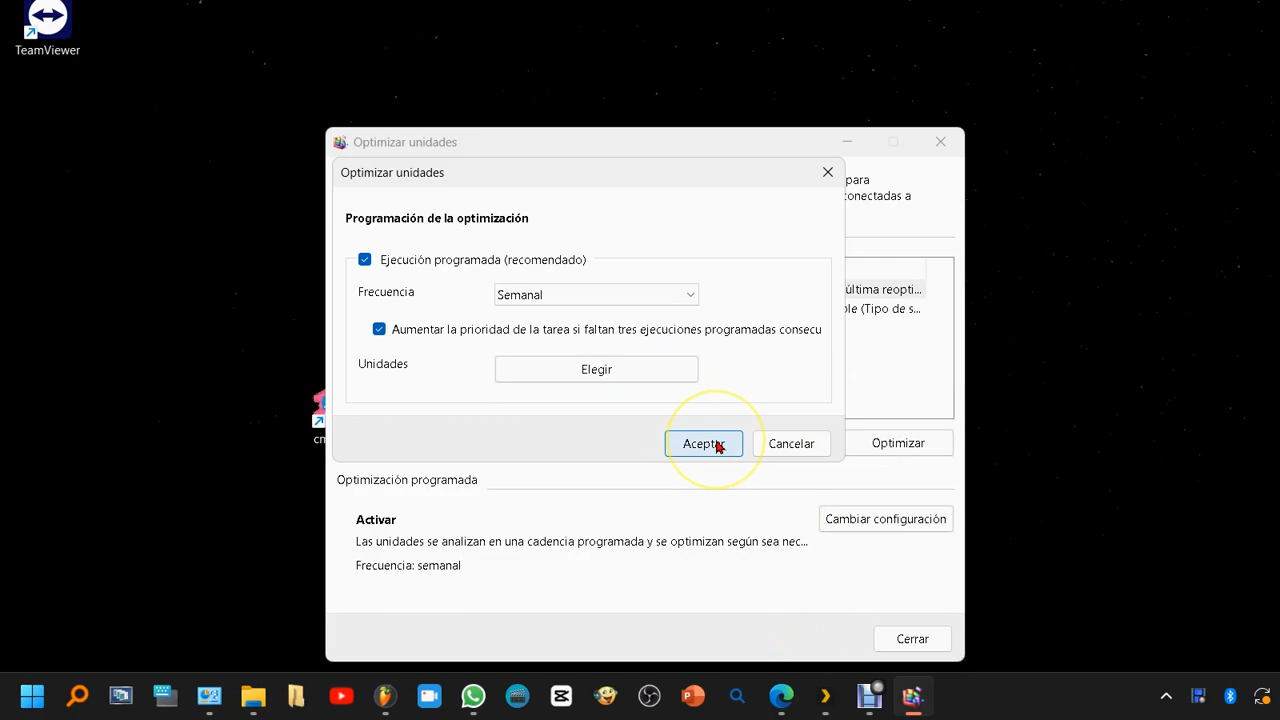 TeamViewer
Optimizar unidades
Optimizar unidades
para
conectadas a
Programación de la optimización
Ejecución programada (recomendado)
Frecuencia
Semanal
última reopti...
ble (Tipo de s...
Aumentar la prioridad de la tarea si faltan tres ejecuciones programadas consecu
Unidades
Elegir
cm
Aceptar
Cancelar
Optimizar
Optimización programada
Activar
Cambiar configuración
Las unidades se analizan en una cadencia programada y se optimizan según sea nec...
Frecuencia: semanal
Cerrar